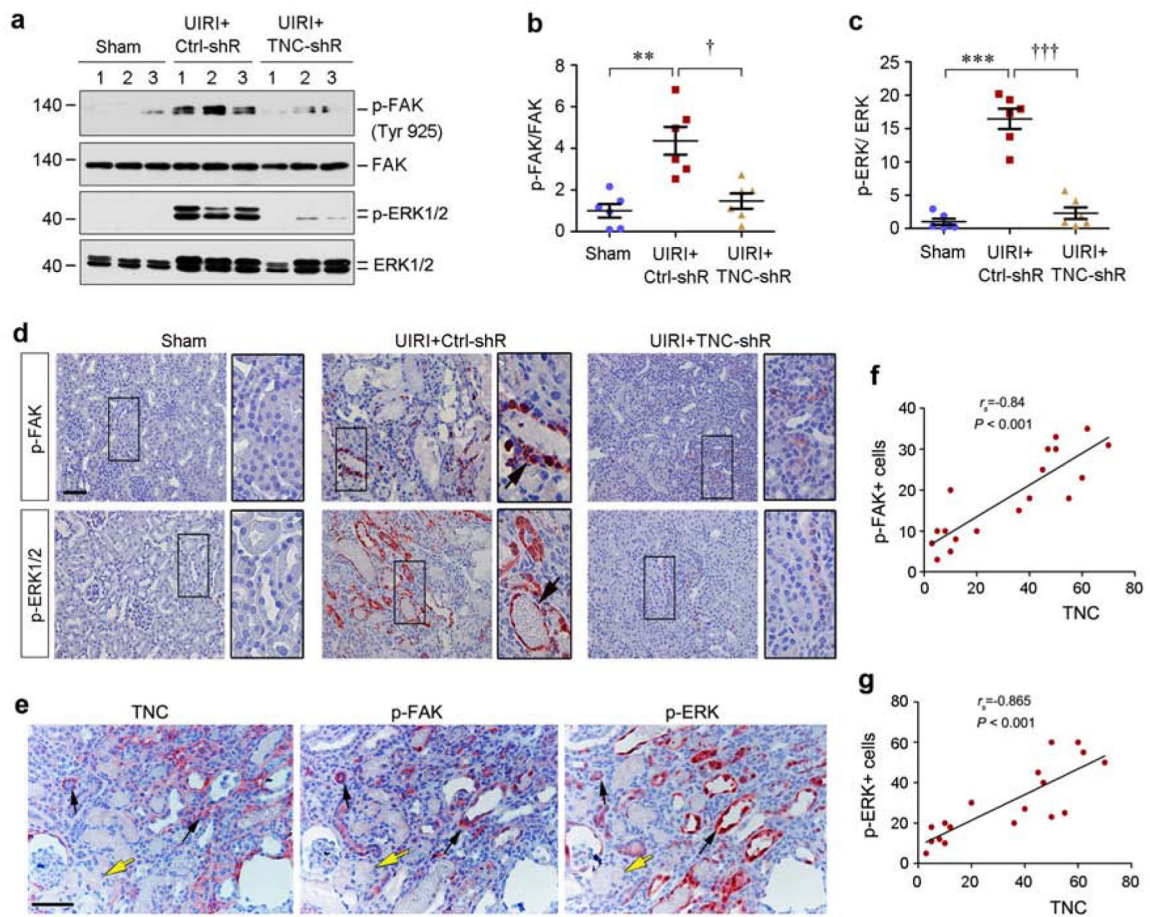 a
UIRI+ UIRI+
Sham Ctrl-shR TNC-shR
1 2 3 1 2 3 1 2 3
140 p-FAK
(Tyr 925)
140 FAK
40 p-ERK1/2
40 ERK1/2
b
** †
8
6
4
2
0
p-FAK/FAK
Sham UIRI+ UIRI+
Ctrl-shR TNC-shR
c
*** †††
25
20
15
10
5
0
p-ERK/ ERK
Sham UIRI+ UIRI+
Ctrl-shR TNC-shR
d
Sham UIRI+Ctrl-shR UIRI+TNC-shR
p-FAK
p-ERK1/2
e
TNC p-FAK p-ERK
f
rs=-0.84
P < 0.001
40
30
20
10
0
p-FAK+ cells
0 20 40 60 80
TNC
g
rs=-0.865
P < 0.001
80
60
40
20
0
p-ERK+ cells
0 20 40 60 80
TNC